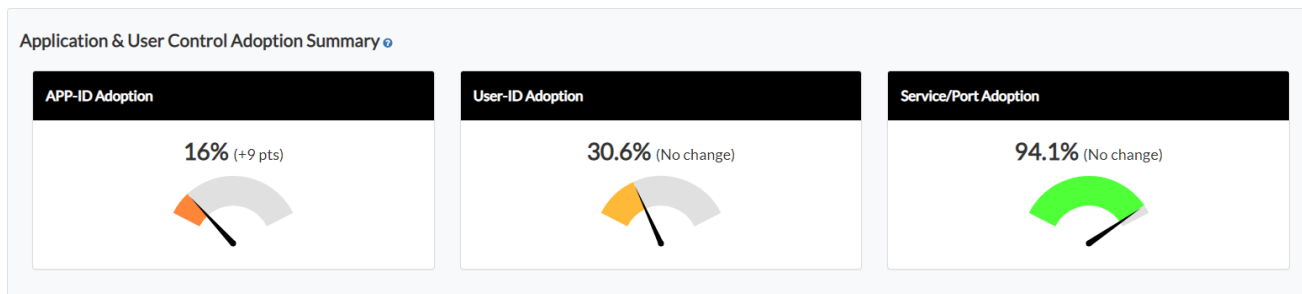 Application & User Control Adoption Summary
APP-ID Adoption
16% (+9 pts)
User-ID Adoption
30.6% (No change)
Service/Port Adoption
94.1% (No change)